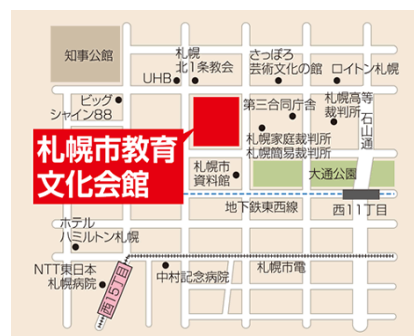 知事公館
札幌
北1条教会
UHB
さっぽろ
芸術文化の館
ロイトン札幌
ビッグ
シャイン88
第三合同庁舎
札幌高等
裁判所
石山通
札幌家庭裁判所
札幌簡易裁判所
札幌市教育
文化会館
札幌市
資料館
大通公園
地下鉄東西線
西11丁目
ホテル
ハミルトン札幌
札幌市電
NTT東日本
札幌病院
西15丁目
中村記念病院